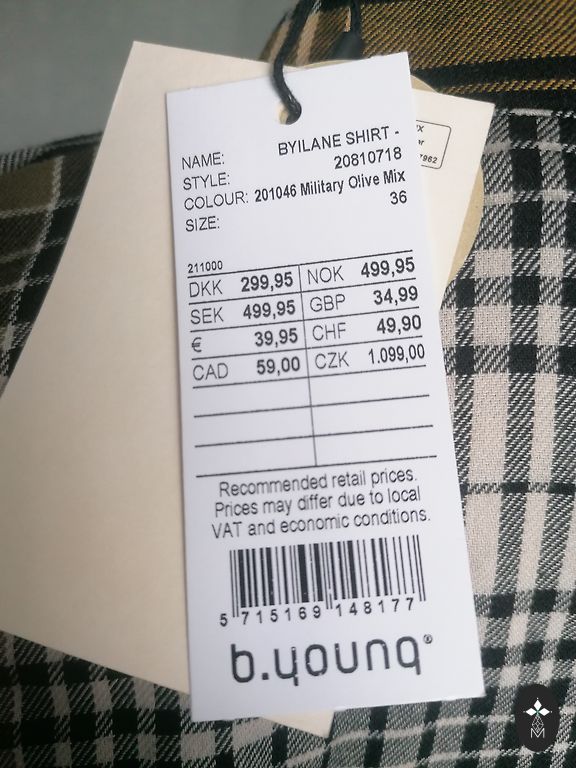 NAME: BYILANE SHIRT -
STYLE: 20810718
COLOUR: 201046 Military Olive Mix
SIZE: 36
211000
DKK 299,95 NOK 499,95
SEK 499,95 GBP 34,99
€ 39,95 CHF 49,90
CAD 59,00 CZK 1.099,00
Recommended retail prices.
Prices may differ due to local
VAT and economic conditions.
5 715169 148177
b.young®